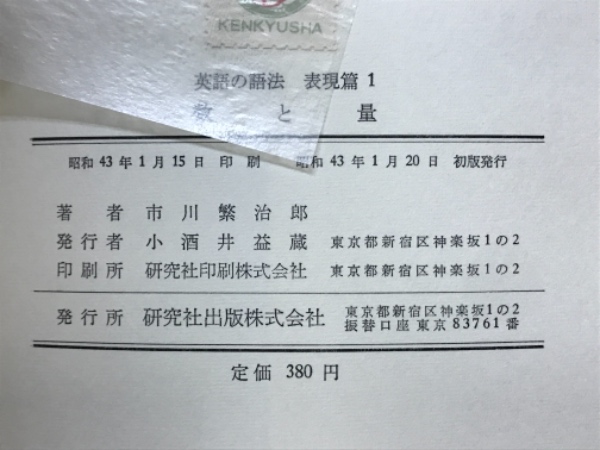 KENKYUSHA
英語の語法 表現篇 1
数と量
昭和 43 年 1 月 15 日 印刷 昭和 43 年 1 月 20 日 初版発行
著者 市川繁治郎
発行者 小酒井益蔵 東京都新宿区神楽坂1の2
印刷所 研究社印刷株式会社 東京都新宿区神楽坂1の2
発行所 研究社出版株式会社 東京都新宿区神楽坂1の2
振替口座 東京 83761 番
定価 380 円